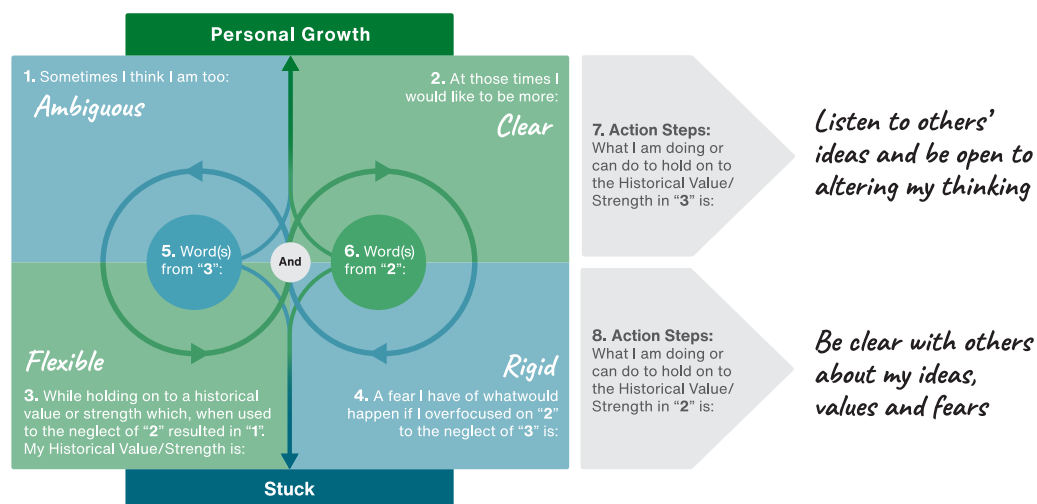 Personal Growth
1. Sometimes I think I am too:
Ambiguous
2. At those times I
would like to be more:
Clear
5. Word(s)
from “3”:
And
6. Word(s)
from “2”:
Flexible
3. While holding on to a historical
value or strength which, when used
to the neglect of “2” resulted in “1”.
My Historical Value/Strength is:
Rigid
4. A fear I have of whatwould
happen if I overfocused on “2”
to the neglect of “3” is:
Stuck
7. Action Steps:
What I am doing or
can do to hold on to
the Historical Value/
Strength in “3” is:
Listen to others’
ideas and be open to
altering my thinking
8. Action Steps:
What I am doing or
can do to hold on to
the Historical Value/
Strength in “2” is:
Be clear with others
about my ideas,
values and fears